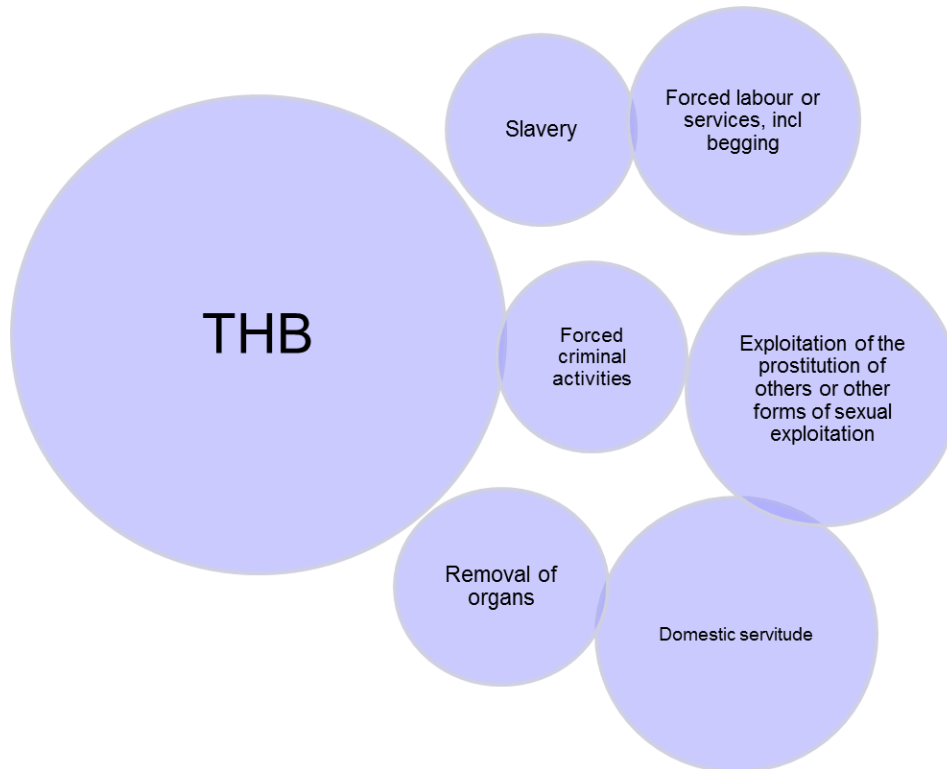 THB
Slavery
Forced labour or
services, incl
begging
Forced
criminal
activities
Exploitation of the
prostitution of
others or other
forms of sexual
exploitation
Removal of
organs
Domestic servitude